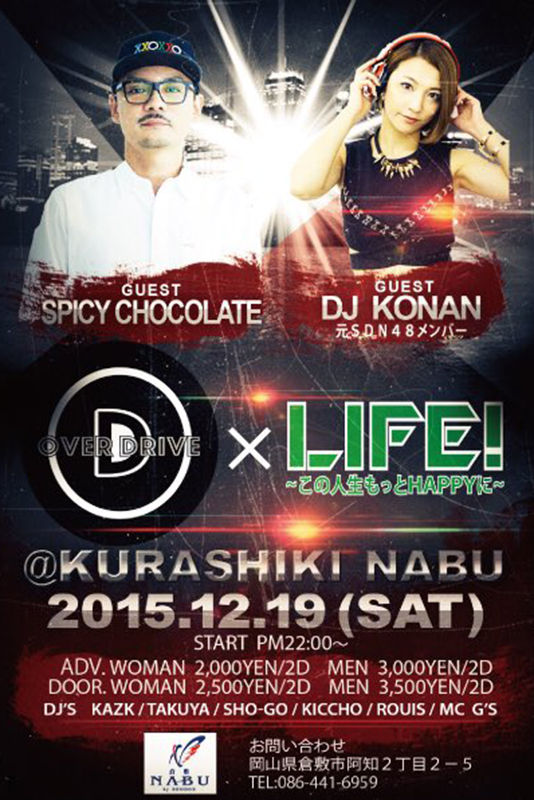 XXOXXO
GUEST
SPICY CHOCOLATE
GUEST
DJ KONAN
元SDN48メンバー
D
OVER DRIVE
×
LIFE!
~この人生もっとHAPPYに~
@KURASHIKI NABU
2015.12.19 (SAT)
START PM22:00~
ADV. WOMAN 2,000YEN/2D MEN 3,000YEN/2D
DOOR. WOMAN 2,500YEN/2D MEN 3,500YEN/2D
DJ'S KAZK / TAKUYA / SHO-GO / KICCHO / ROUIS / MC G'S
倉敷
NABU
お問い合わせ
岡山県倉敷市阿知2丁目2-5
TEL:086-441-6959